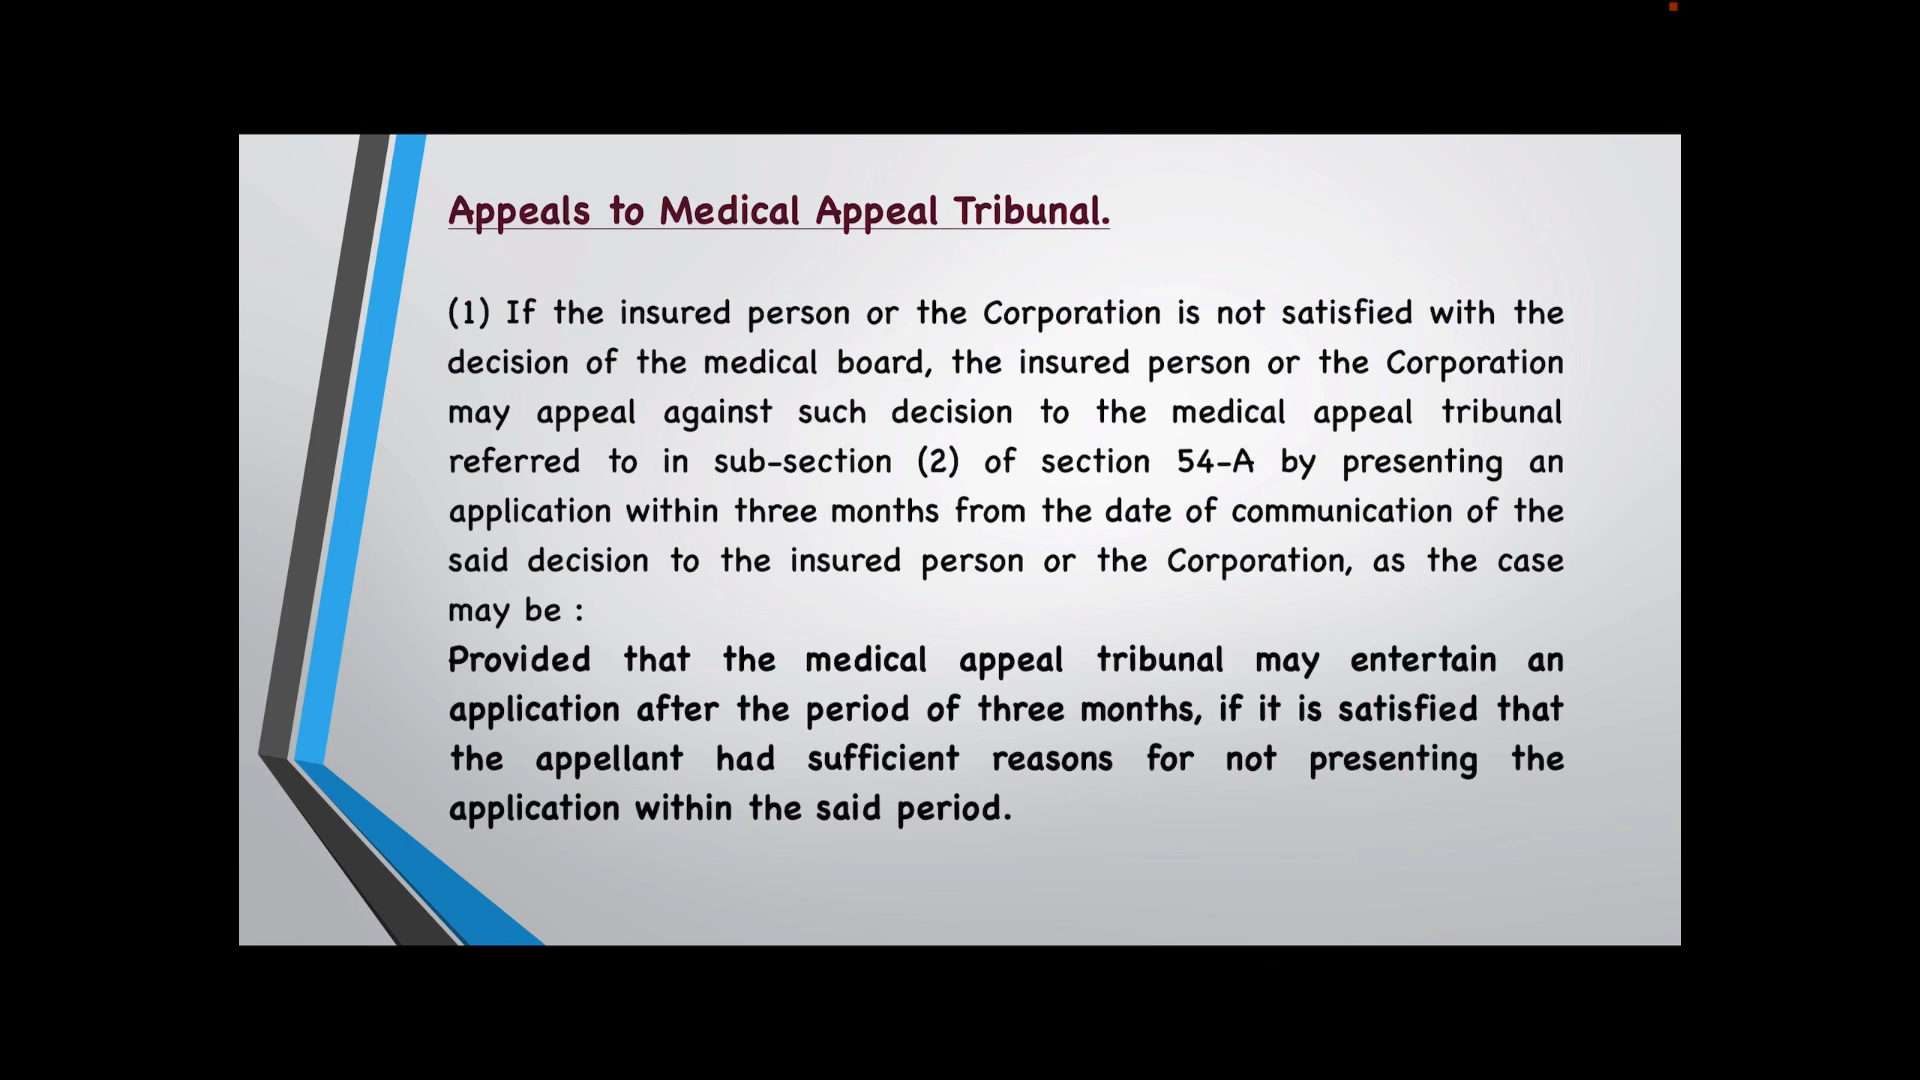 Appeals to Medical Appeal Tribunal.
(1) If the insured person or the Corporation is not satisfied with the
decision of the medical board, the insured person or the Corporation
may appeal against such decision to the medical appeal tribunal
referred to in sub-section (2) of section 54-A by presenting an
application within three months from the date of communication of the
said decision to the insured person or the Corporation, as the case
may be :
Provided that the medical appeal tribunal may entertain an
application after the period of three months, if it is satisfied that
the appellant had sufficient reasons for not presenting the
application within the said period.